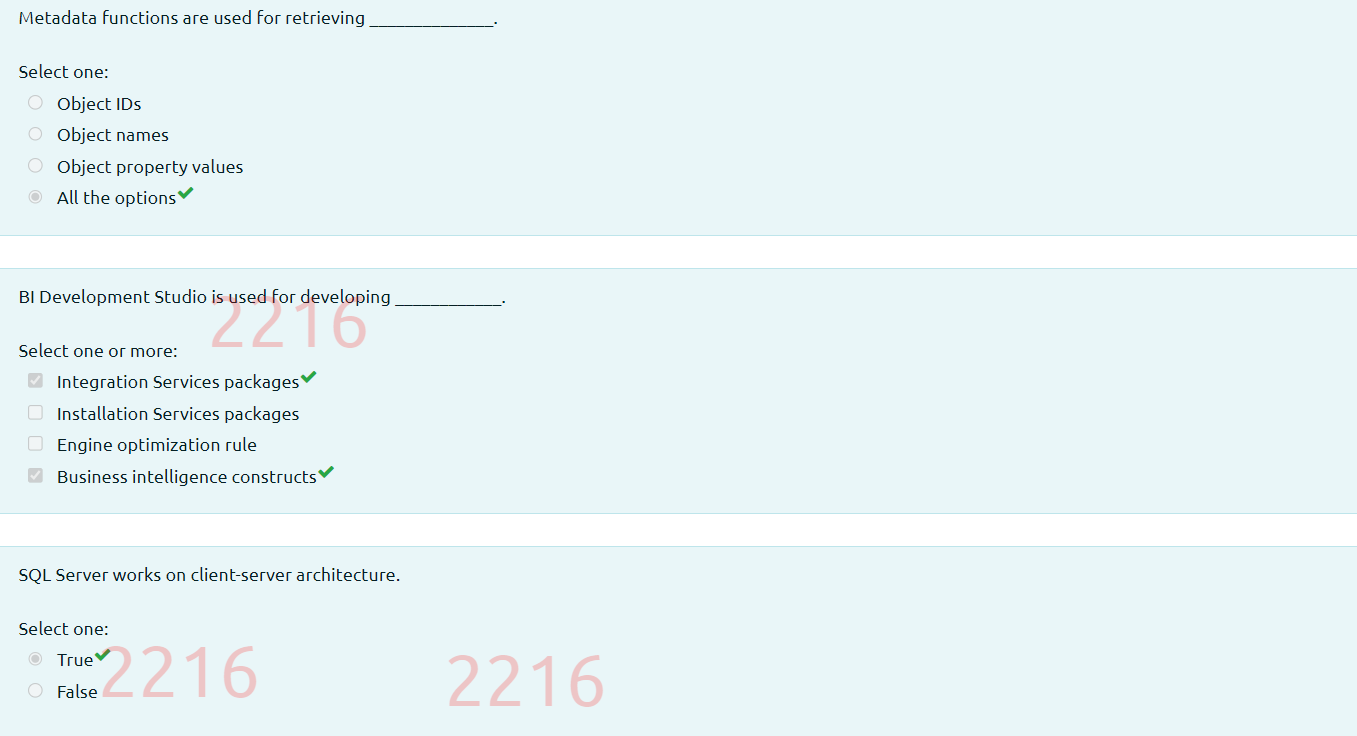 Metadata functions are used for retrieving ______________.
Select one:
Object IDs
Object names
Object property values
All the options
BI Development Studio is used for developing ____________.
2216
Select one or more:
Integration Services packages
Installation Services packages
Engine optimization rule
Business intelligence constructs
SQL Server works on client-server architecture.
Select one:
True
2216
2216
False